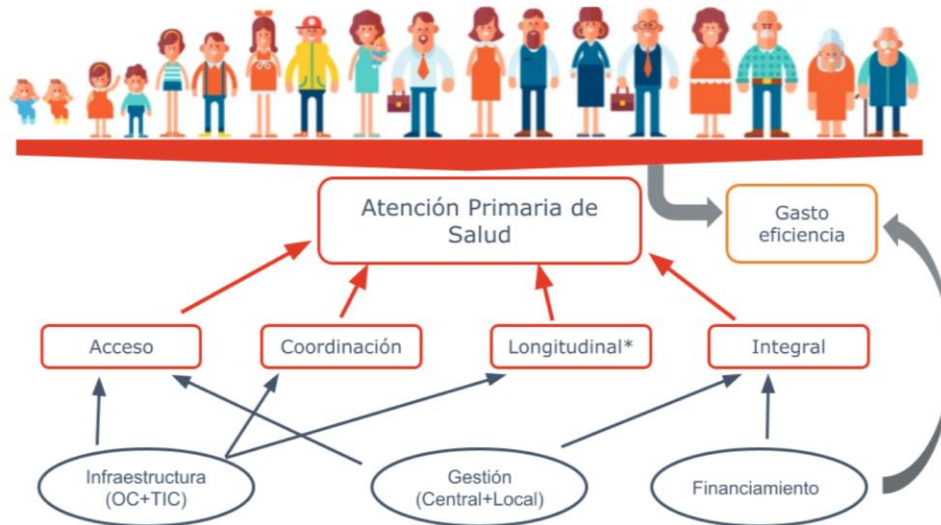 Atención Primaria de
Salud
Gasto
eficiencia
Acceso
Coordinación
Longitudinal*
Integral
Infraestructura
(OC+TIC)
Gestión
(Central+Local)
Financiamiento